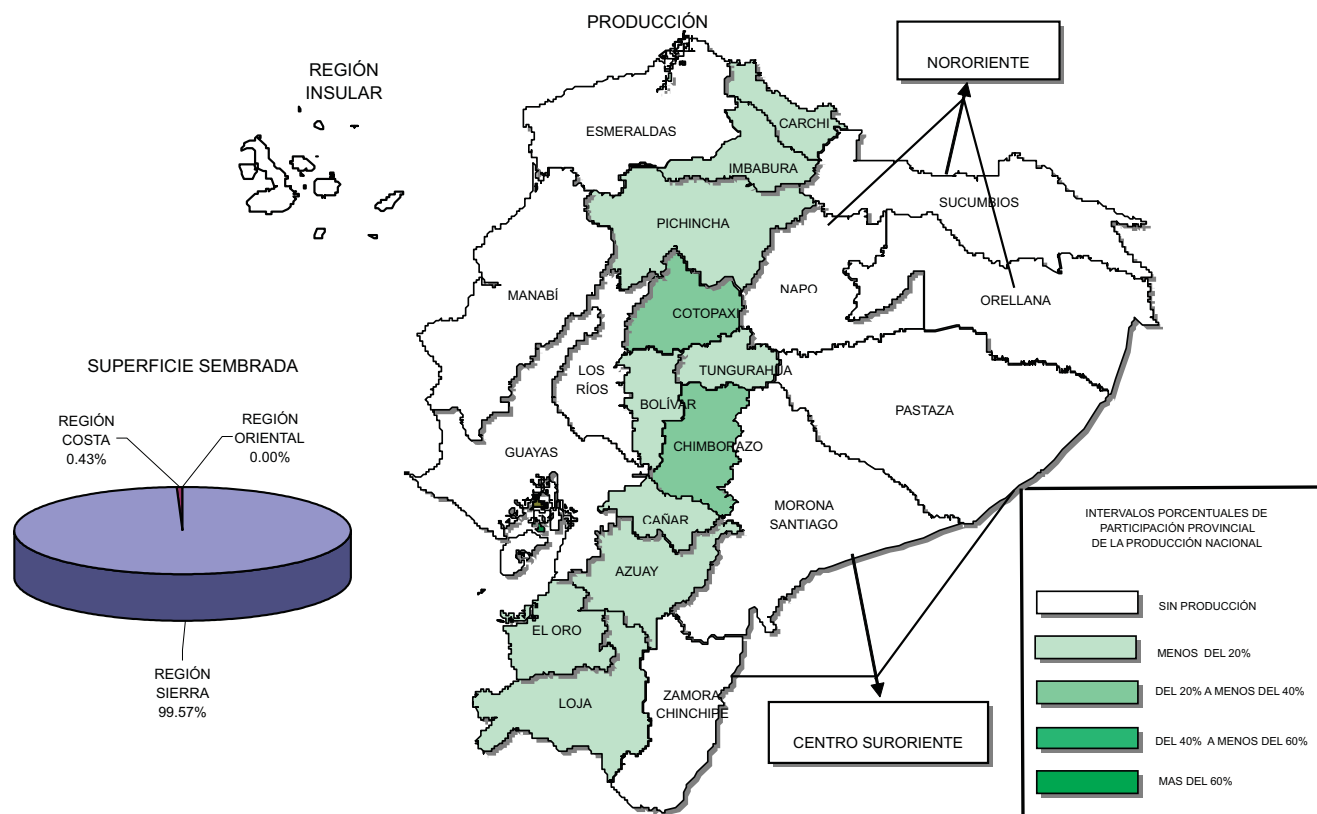 PRODUCCIÓN
REGIÓN
INSULAR
NORORIENTE
ESMERALDAS
CARCHI
IMBABURA
SUCUMBIOS
PICHINCHA
MANABÍ
NAPO
ORELLANA
COTOPAXI
SUPERFICIE SEMBRADA
LOS
RÍOS
TUNGURAHUA
BOLÍVAR
PASTAZA
REGIÓN
COSTA
0.43%
REGIÓN
ORIENTAL
0.00%
GUAYAS
CHIMBORAZO
MORONA
SANTIAGO
CAÑAR
AZUAY
EL ORO
LOJA
ZAMORA
CHINCHIPE
REGIÓN
SIERRA
99.57%
CENTRO SURORIENTE
INTERVALOS PORCENTUALES DE
PARTICIPACIÓN PROVINCIAL
DE LA PRODUCCIÓN NACIONAL
SIN PRODUCCIÓN
MENOS DEL 20%
DEL 20% A MENOS DEL 40%
DEL 40% A MENOS DEL 60%
MAS DEL 60%